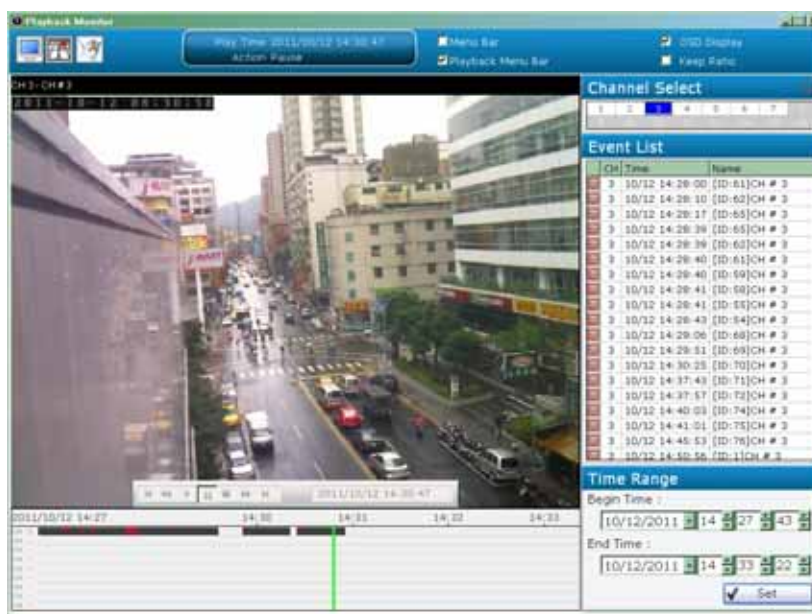 Playback Monitor
Play Time 2011/10/12 14:30:47
Action Pause
Menu Bar
Playback Menu Bar
OSD Display
Keep Ratio
CH3-CH#3
2011-10-12
Channel Select
1 2 3 4 5 6 7
Event List
CH Time Name
3 10/12 14:28:00 [ID:61]CH # 3
3 10/12 14:28:10 [ID:62]CH # 3
3 10/12 14:28:17 [ID:65]CH # 3
3 10/12 14:28:39 [ID:65]CH # 3
3 10/12 14:28:39 [ID:62]CH # 3
3 10/12 14:28:40 [ID:61]CH # 3
3 10/12 14:28:40 [ID:59]CH # 3
3 10/12 14:28:41 [ID:58]CH # 3
3 10/12 14:28:41 [ID:55]CH # 3
3 10/12 14:28:43 [ID:54]CH # 3
3 10/12 14:29:06 [ID:68]CH # 3
3 10/12 14:29:51 [ID:69]CH # 3
3 10/12 14:30:25 [ID:70]CH # 3
3 10/12 14:37:43 [ID:71]CH # 3
3 10/12 14:37:57 [ID:72]CH # 3
3 10/12 14:40:03 [ID:74]CH # 3
3 10/12 14:41:01 [ID:75]CH # 3
3 10/12 14:45:53 [ID:76]CH # 3
3 10/12 14:50:56 [ID:1]CH # 3
2011/10/12 14:30:47
2011/10/12 14:27 14:30 14:31 14:32 14:33
Time Range
Begin Time :
10/12/2011 14 27 43
End Time :
10/12/2011 14 33 22
Set